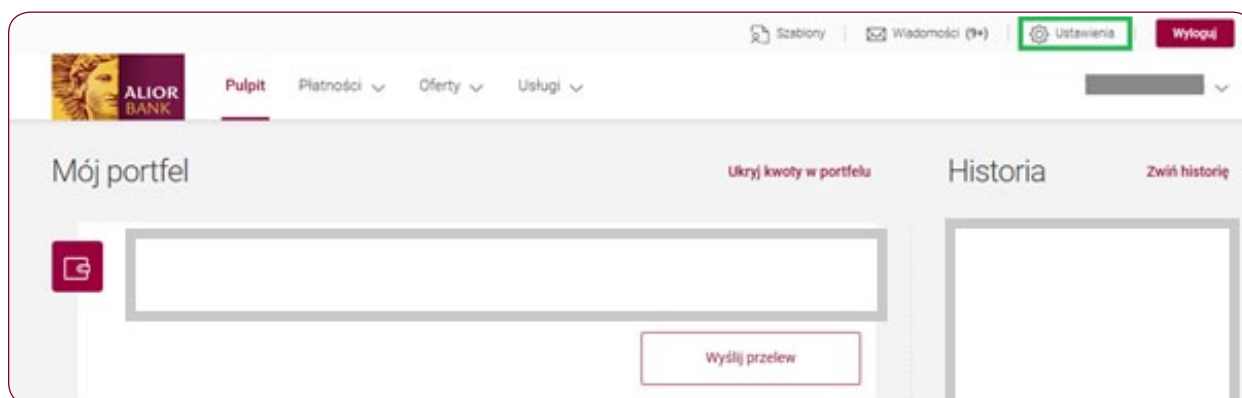 Szablony Wiadomości (9+) Ustawienia Wyloguj
ALIOR
BANK
Pulpit Płatności Oferty Usługi
Mój portfel Ukryj kwoty w portfelu Historia Zwiń historię
Wyślij przelew